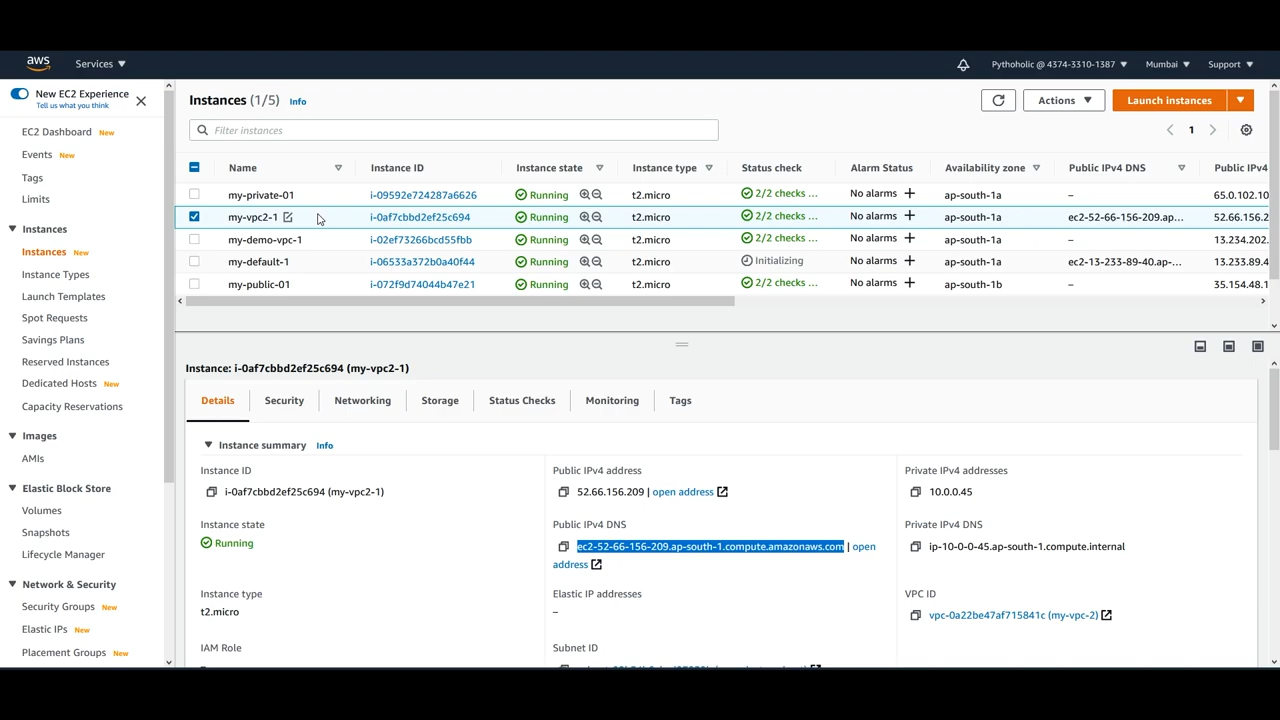 aws Services Pythoholic @ 4374-3310-1387 Mumbai Support
New EC2 Experience
Tell us what you think
EC2 Dashboard New
Events New
Tags
Limits
Instances
Instances New
Instance Types
Launch Templates
Spot Requests
Savings Plans
Reserved Instances
Dedicated Hosts New
Capacity Reservations
Images
AMIs
Elastic Block Store
Volumes
Snapshots
Lifecycle Manager
Network & Security
Security Groups New
Elastic IPs New
Placement Groups New
Instances (1/5) Info
Actions
Launch instances
Filter instances
1
Name Instance ID Instance state Instance type Status check Alarm Status Availability zone Public IPv4 DNS Public IPv4
my-private-01 i-09592e724287a6626 Running t2.micro 2/2 checks ... No alarms + ap-south-1a – 65.0.102.10
my-vpc2-1 i-0af7cbbd2ef25c694 Running t2.micro 2/2 checks ... No alarms + ap-south-1a ec2-52-66-156-209.ap... 52.66.156.2
my-demo-vpc-1 i-02ef73266bcd55fbb Running t2.micro 2/2 checks ... No alarms + ap-south-1a – 13.234.202.
my-default-1 i-06533a372b0a40f44 Running t2.micro Initializing No alarms + ap-south-1a ec2-13-233-89-40.ap-... 13.233.89.4
my-public-01 i-072f9d74044b47e21 Running t2.micro 2/2 checks ... No alarms + ap-south-1b – 35.154.48.1
Instance: i-0af7cbbd2ef25c694 (my-vpc2-1)
Details Security Networking Storage Status Checks Monitoring Tags
Instance summary Info
Instance ID
i-0af7cbbd2ef25c694 (my-vpc2-1)
Public IPv4 address
52.66.156.209 | open address
Private IPv4 addresses
10.0.0.45
Instance state
Running
Public IPv4 DNS
ec2-52-66-156-209.ap-south-1.compute.amazonaws.com | open
address
Private IPv4 DNS
ip-10-0-0-45.ap-south-1.compute.internal
Instance type
t2.micro
Elastic IP addresses
–
VPC ID
vpc-0a22be47af715841c (my-vpc-2)
IAM Role
Subnet ID